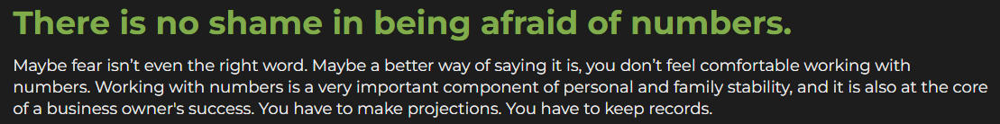 There is no shame in being afraid of numbers.
Maybe fear isn’t even the right word. Maybe a better way of saying it is, you don’t feel comfortable working with
numbers. Working with numbers is a very important component of personal and family stability, and it is also at the core
of a business owner's success. You have to make projections. You have to keep records.